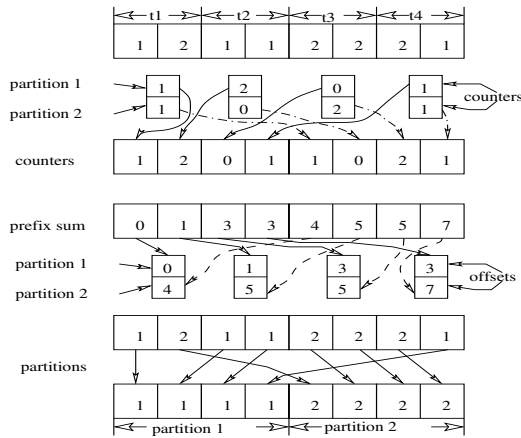 t1 t2 t3 t4
1 2 1 1 2 2 2 1
partition 1 1 2 0 1
partition 2 1 0 2 1 counters
counters 1 2 0 1 1 0 2 1
prefix sum 0 1 3 3 4 5 5 7
partition 1 0 1 3 3
partition 2 4 5 5 7 offsets
1 2 1 1 2 2 2 1
partitions
1 1 1 1 2 2 2 2
partition 1 partition 2